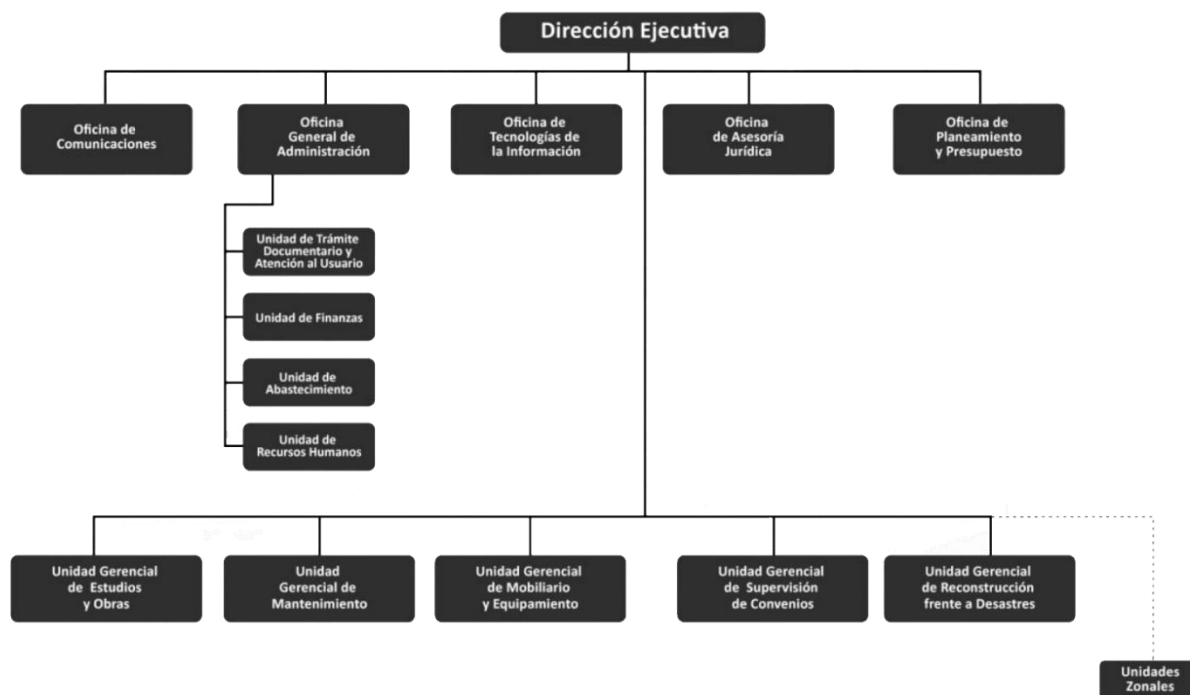 Dirección Ejecutiva
Oficina de
Comunicaciones
Oficina
General de
Administración
Oficina de
Tecnologías de
la Información
Oficina
de Asesoría
Jurídica
Oficina de
Planeamiento
y Presupuesto
Unidad de Trámite
Documentario y
Atención al Usuario
Unidad de Finanzas
Unidad de
Abastecimiento
Unidad de
Recursos Humanos
Unidad Gerencial
de Estudios
y Obras
Unidad
Gerencial de
Mantenimiento
Unidad Gerencial
de Mobiliario
y Equipamiento
Unidad Gerencial
de Supervisión
de Convenios
Unidad Gerencial
de Reconstrucción
frente a Desastres
Unidades
Zonales